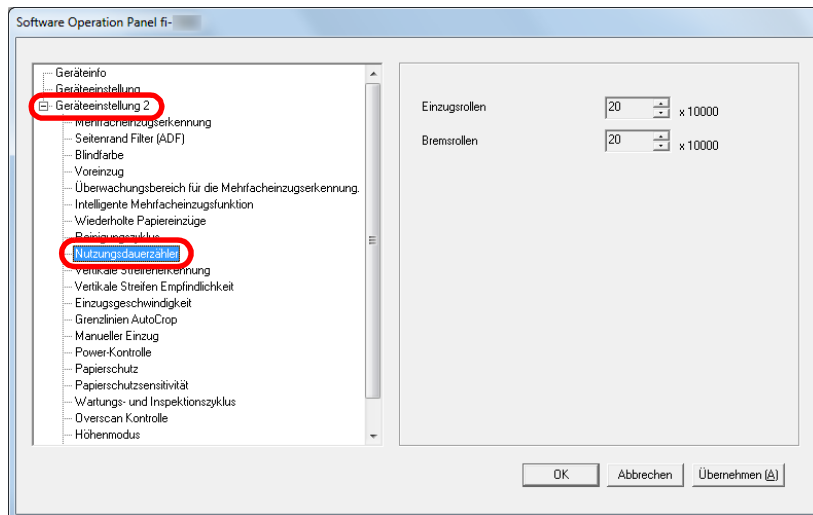 Software Operation Panel fi-
Geräteinfo
Geräteeinstellung
Geräteeinstellung 2
Mehrfacheinzugserkennung
Seitenrand Filter (ADF)
Blindfarbe
Voreinzug
Überwachungsbereich für die Mehrfacheinzugserkennung.
Intelligente Mehrfacheinzugsfunktion
Wiederholte Papiereinzüge
Reinigungszyklus
Nutzungsdauerzähler
Vertikale Streifenerkennung
Vertikale Streifen Empfindlichkeit
Einzugsgeschwindigkeit
Grenzlinien AutoCrop
Manueller Einzug
Power-Kontrolle
Papierschutz
Papierschutzsensitivität
Wartungs- und Inspektionszyklus
Overscan Kontrolle
Höhenmodus
Einzugsrollen 20 x 10000
Bremsrollen 20 x 10000
OK Abbrechen Übernehmen (A)